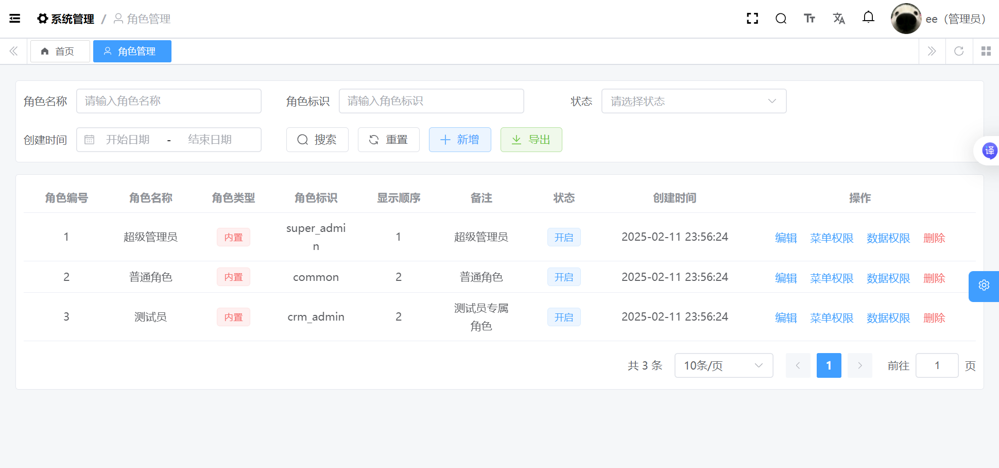 系统管理 / 角色管理
ee（管理员）
首页
角色管理
角色名称 请输入角色名称 角色标识 请输入角色标识 状态 请选择状态
创建时间 开始日期 - 结束日期 搜索 重置 新增 导出
译
角色编号 角色名称 角色类型 角色标识 显示顺序 备注 状态 创建时间 操作
1 超级管理员 内置 super_admi
n 1 超级管理员 开启 2025-02-11 23:56:24 编辑 菜单权限 数据权限 删除
2 普通角色 内置 common 2 普通角色 开启 2025-02-11 23:56:24 编辑 菜单权限 数据权限 删除
3 测试员 内置 crm_admin 2 测试员专属
角色 开启 2025-02-11 23:56:24 编辑 菜单权限 数据权限 删除
共 3 条 10条/页 1 前往 1 页